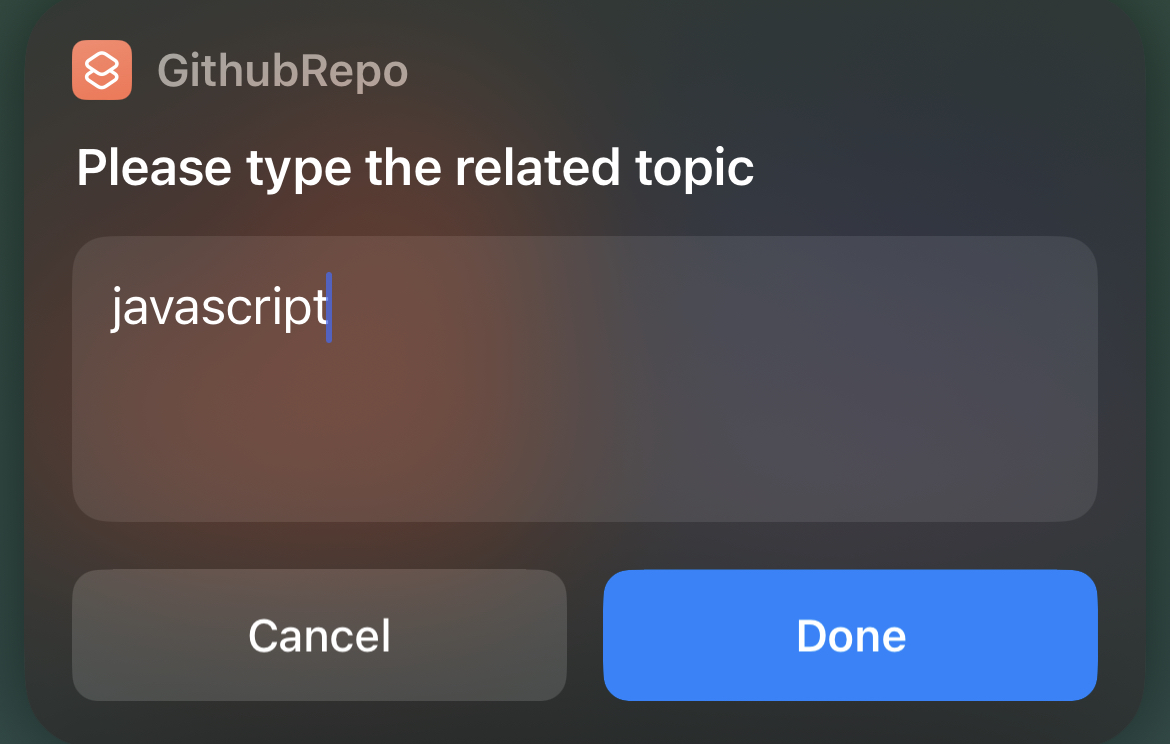 GithubRepo
Please type the related topic
javascript
Cancel
Done